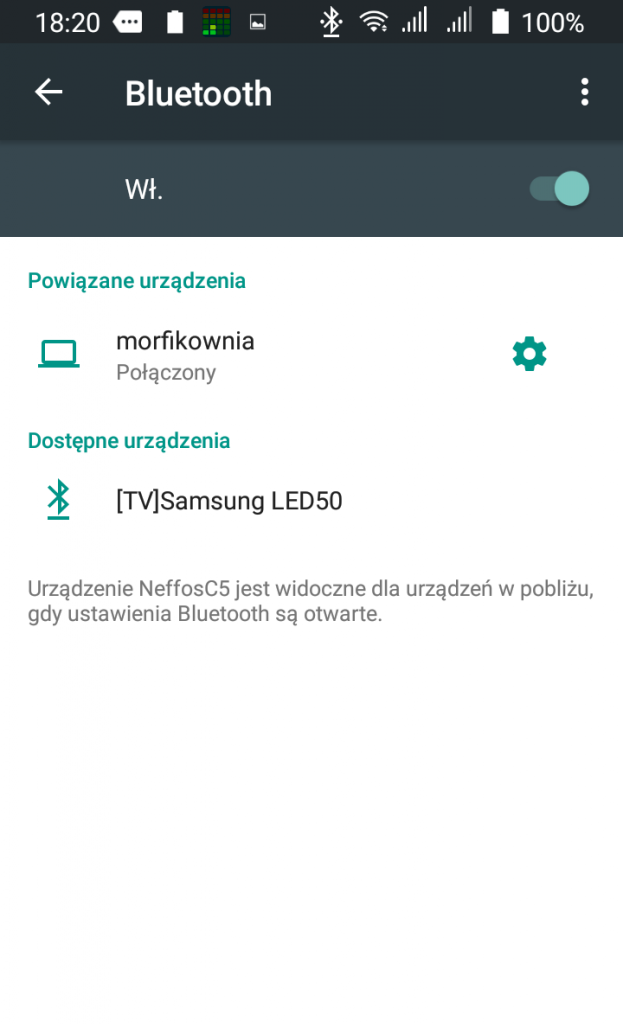 18:20 100%
Bluetooth
Wł.
Powiązane urządzenia
morfikownia
Połączony
Dostępne urządzenia
[TV]Samsung LED50
Urządzenie NeffosC5 jest widoczne dla urządzeń w pobliżu,
gdy ustawienia Bluetooth są otwarte.